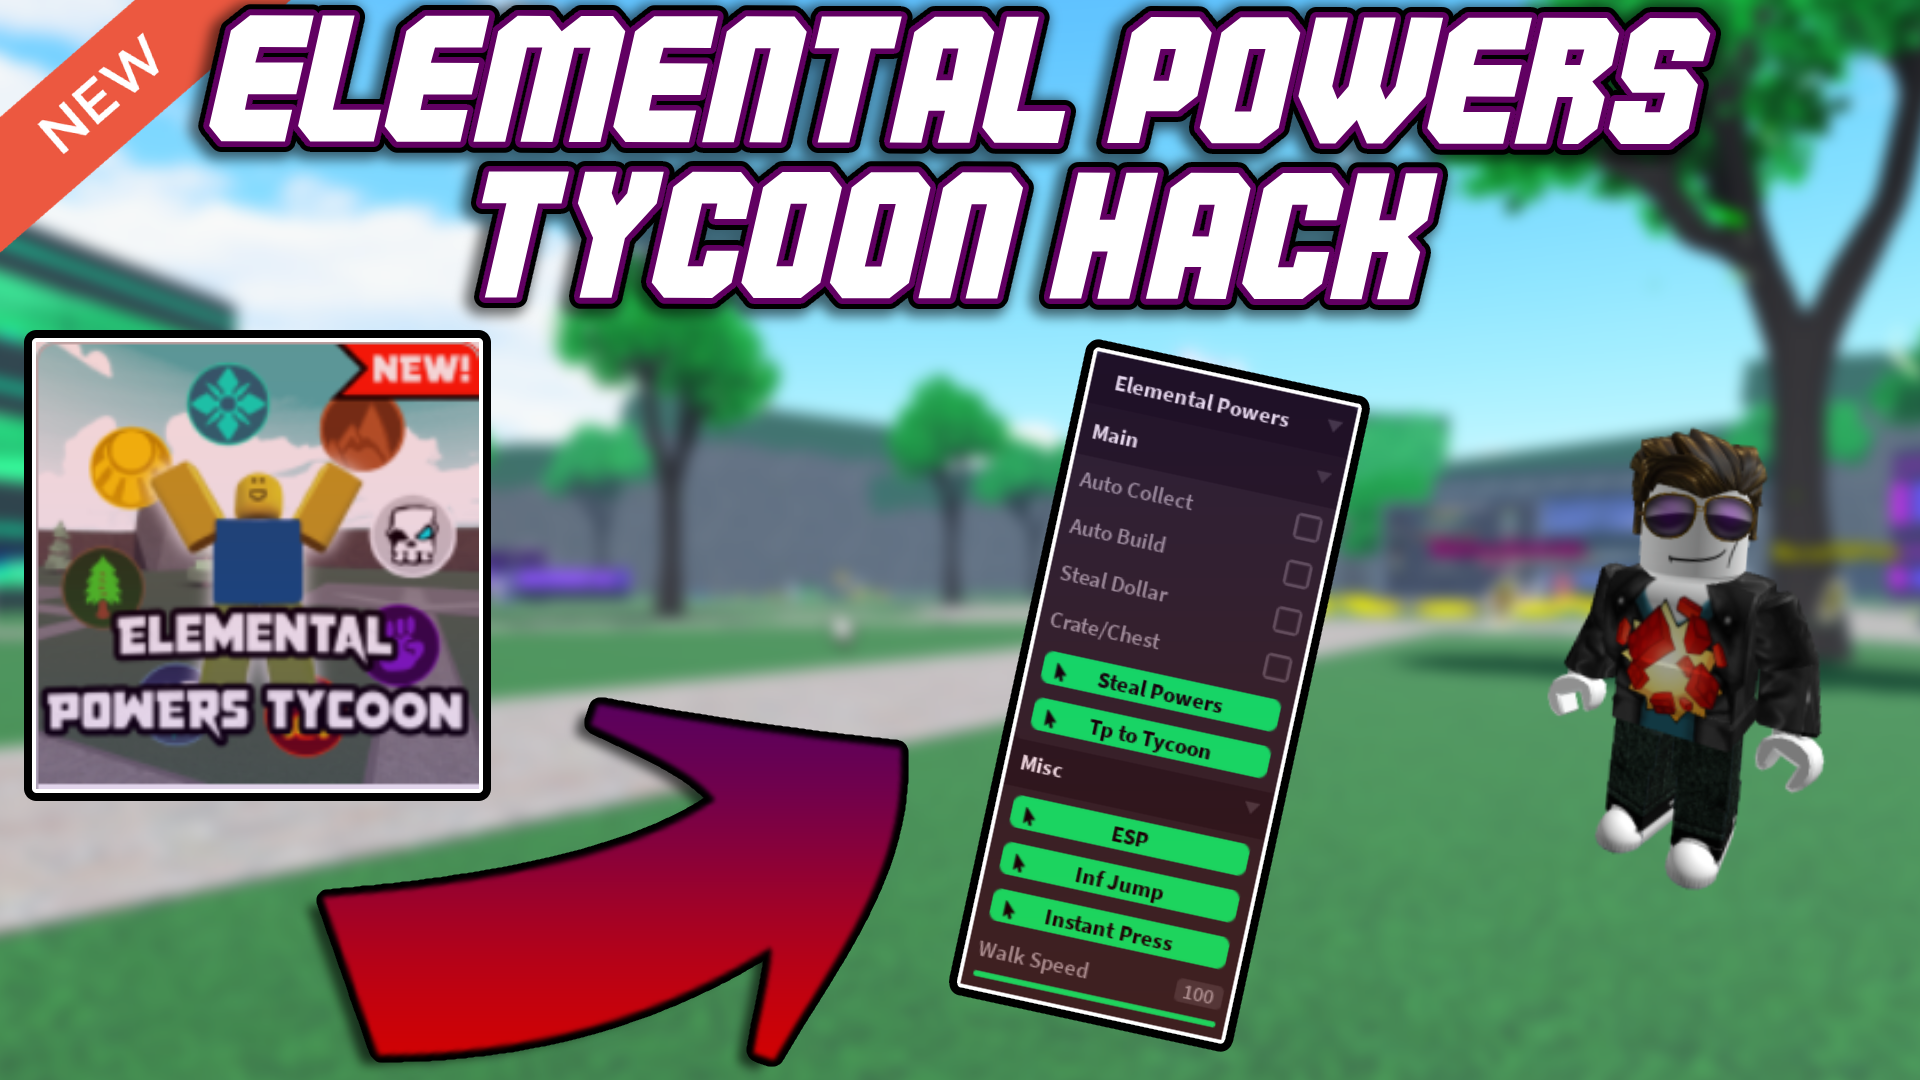 NEW
ELEMENTAL POWERS
TYCOON HACK
NEW!
ELEMENTAL
POWERS TYCOON
Elemental Powers
Main
Auto Collect
Auto Build
Steal Dollar
Crate/Chest
Steal Powers
Tp to Tycoon
Misc
ESP
Inf Jump
Instant Press
Walk Speed
100